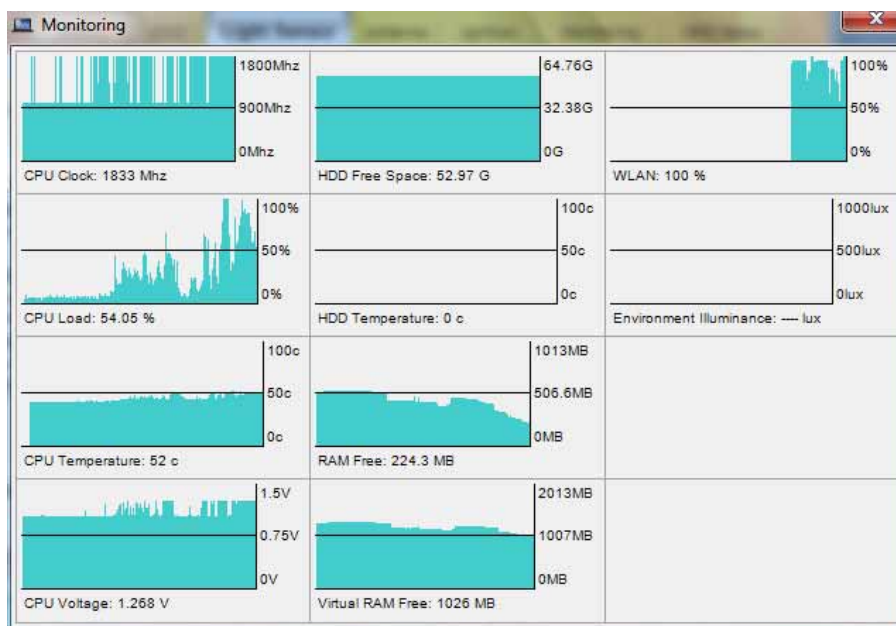 Monitoring
1800Mhz
900Mhz
0Mhz
CPU Clock: 1833 Mhz
64.76G
32.38G
0G
HDD Free Space: 52.97 G
100%
50%
0%
WLAN: 100 %
100%
50%
0%
CPU Load: 54.05 %
100c
50c
0c
HDD Temperature: 0 c
1000lux
500lux
0lux
Environment Illuminance: ---- lux
100c
50c
0c
CPU Temperature: 52 c
1013MB
506.6MB
0MB
RAM Free: 224.3 MB
1.5V
0.75V
0V
CPU Voltage: 1.268 V
2013MB
1007MB
0MB
Virtual RAM Free: 1026 MB